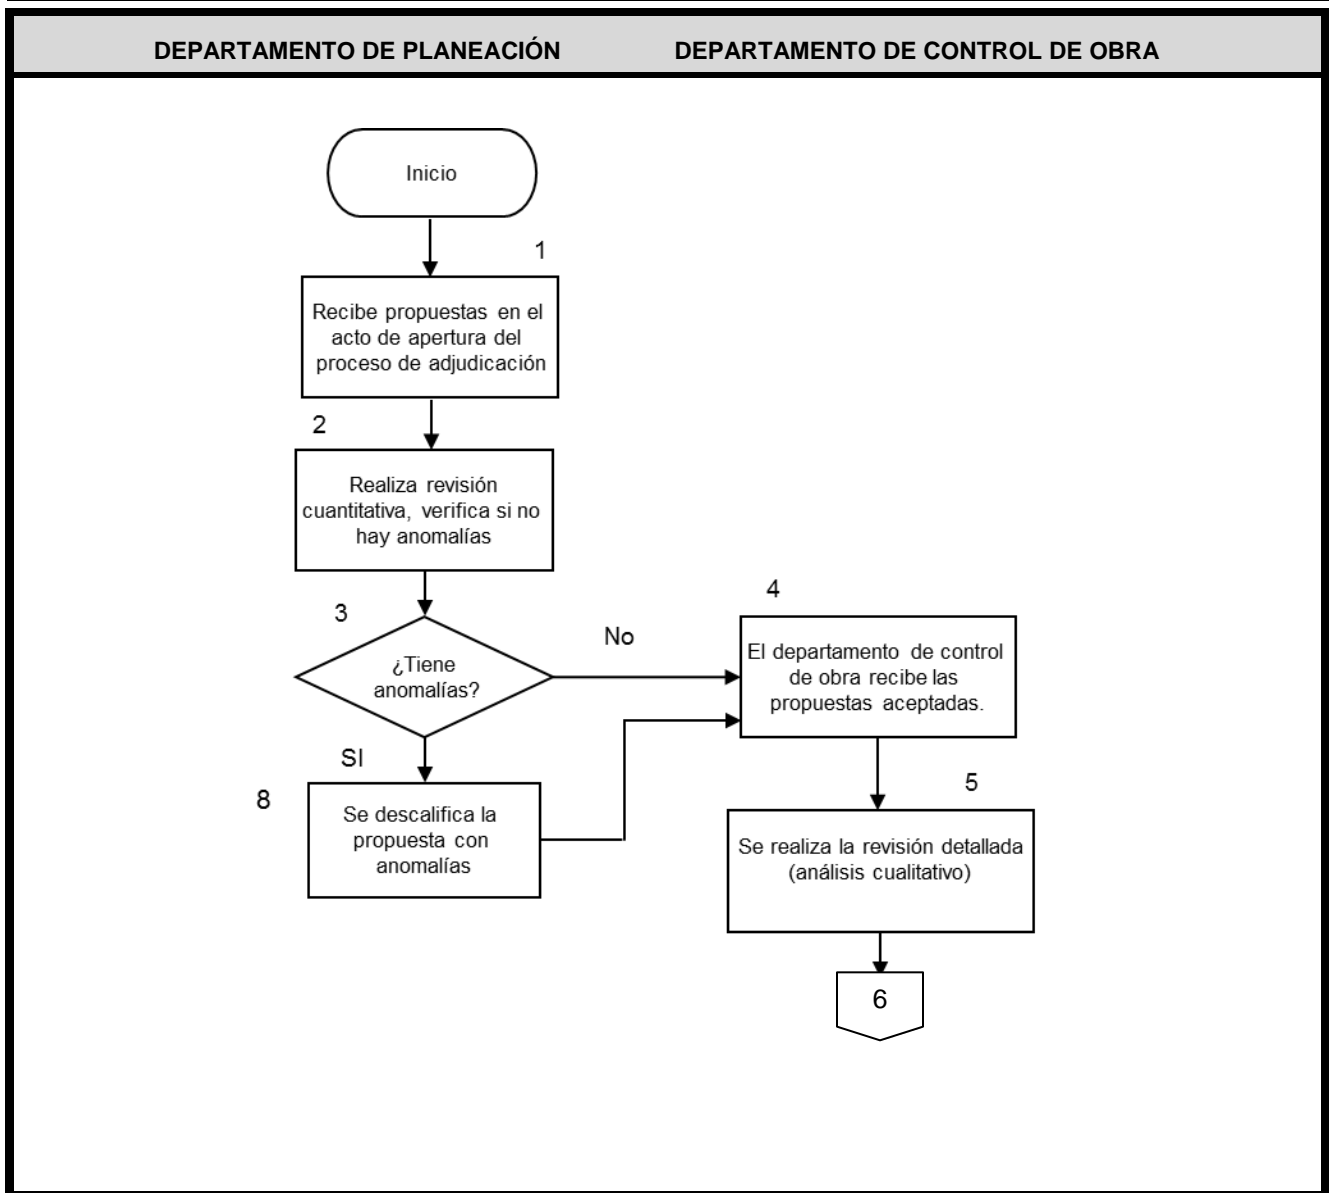 DEPARTAMENTO DE PLANEACIÓN DEPARTAMENTO DE CONTROL DE OBRA
Inicio
1
Recibe propuestas en el
acto de apertura del
proceso de adjudicación
2
Realiza revisión
cuantitativa, verifica si no
hay anomalías
3
¿Tiene
anomalías?
No
4
El departamento de control
de obra recibe las
propuestas aceptadas.
SI
8
Se descalifica la
propuesta con
anomalías
5
Se realiza la revisión detallada
(análisis cualitativo)
6